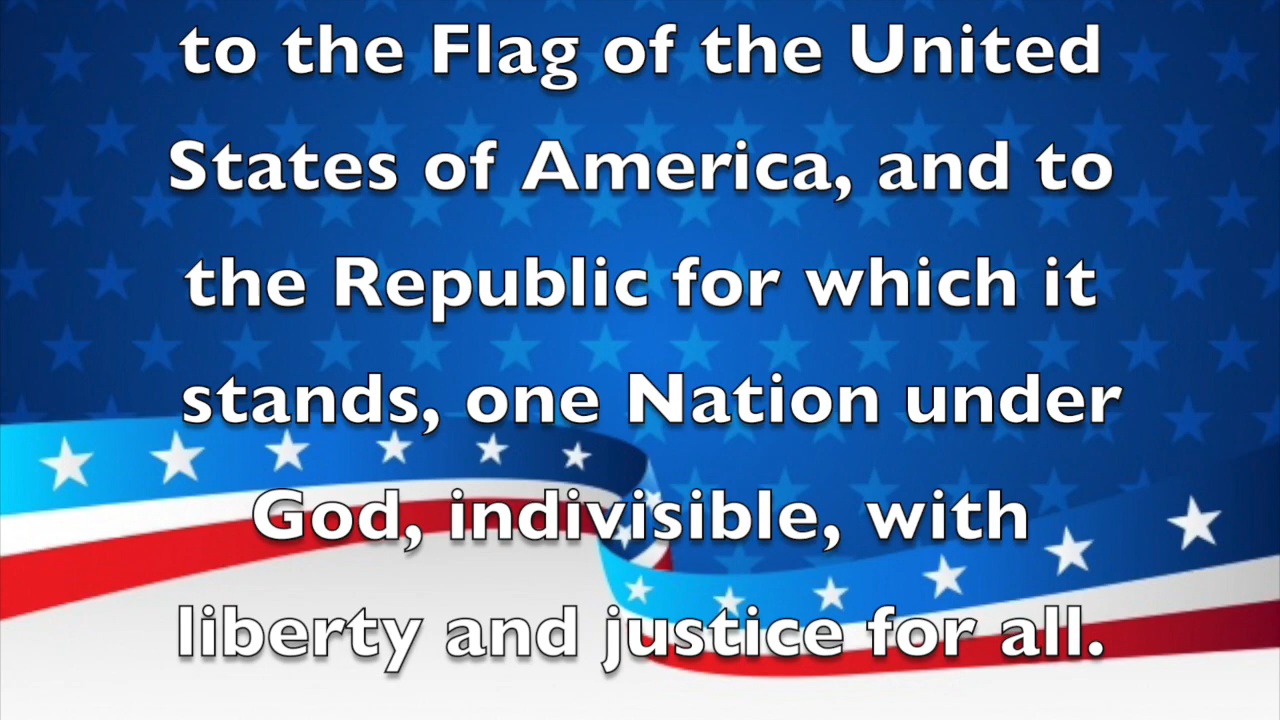 to the Flag of the United
States of America, and to
the Republic for which it
stands, one Nation under
God, indivisible, with
liberty and justice for all.